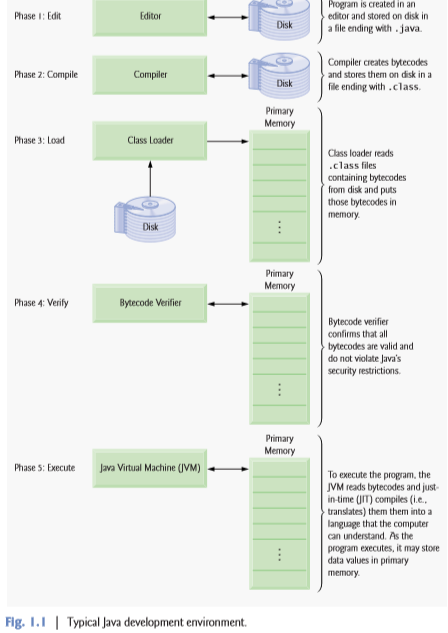 Phase 1: Edit
Editor
Disk
Program is created in an
editor and stored on disk in
a file ending with .java.
Phase 2: Compile
Compiler
Disk
Compiler creates bytecodes
and stores them on disk in a
file ending with .class.
Phase 3: Load
Class Loader
Disk
Primary
Memory
Class loader reads
.class files
containing bytecodes
from disk and puts
those bytecodes in
memory.
Phase 4: Verify
Bytecode Verifier
Primary
Memory
Bytecode verifier
confirms that all
bytecodes are valid and
do not violate Java's
security restrictions.
Phase 5: Execute
Java Virtual Machine (JVM)
Primary
Memory
To execute the program, the
JVM reads bytecodes and just-
in-time (JIT) compiles (i.e.,
translates) them them into a
language that the computer
can understand. As the
program executes, it may store
data values in primary
memory.
Fig. 1.1 | Typical Java development environment.